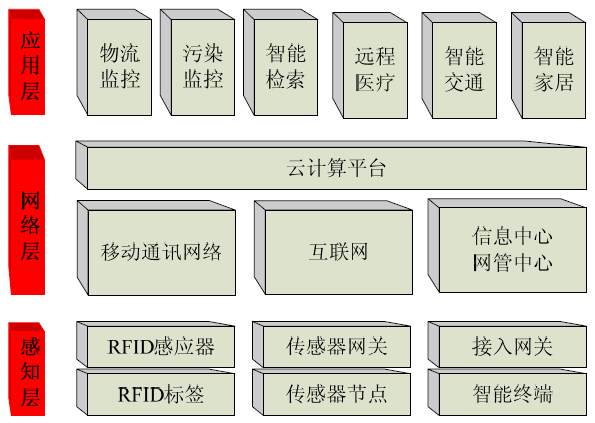 应用层
物流
监控
污染
监控
智能
检索
远程
医疗
智能
交通
智能
家居
网络层
云计算平台
移动通讯网络
互联网
信息中心
网管中心
感知层
RFID感应器
传感器网关
接入网关
RFID标签
传感器节点
智能终端